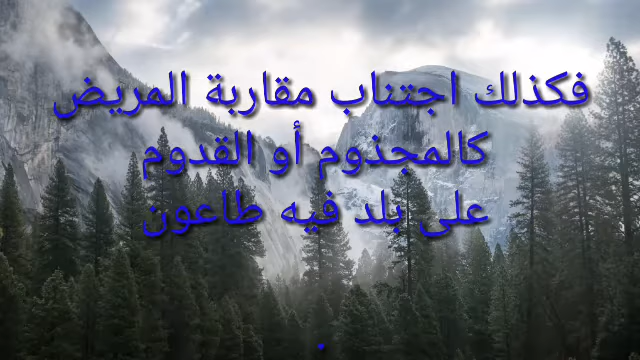 فكذلك اجتناب مقاربة المريض
كالمجذوم أو القدوم
على بلد فيه طاعون
.